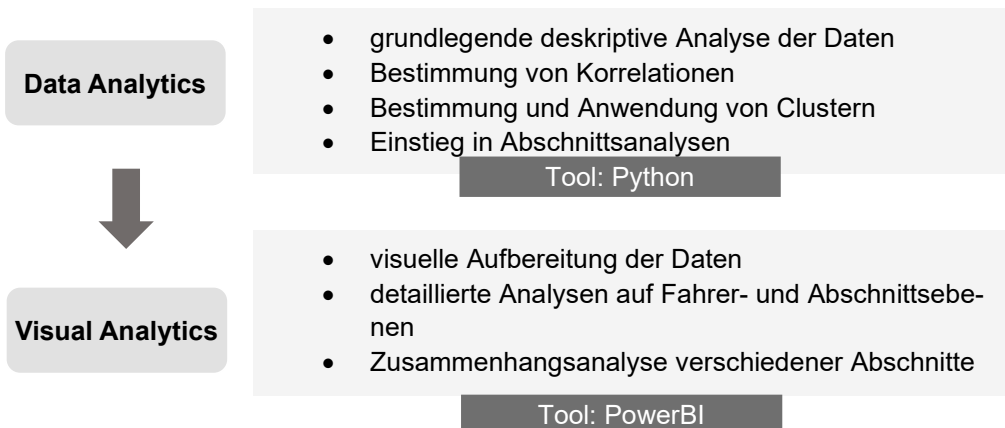 Data Analytics
• grundlegende deskriptive Analyse der Daten
• Bestimmung von Korrelationen
• Bestimmung und Anwendung von Clustern
• Einstieg in Abschnittsanalysen
Tool: Python
Visual Analytics
• visuelle Aufbereitung der Daten
• detaillierte Analysen auf Fahrer- und Abschnittsebe-
nen
• Zusammenhangsanalyse verschiedener Abschnitte
Tool: PowerBI